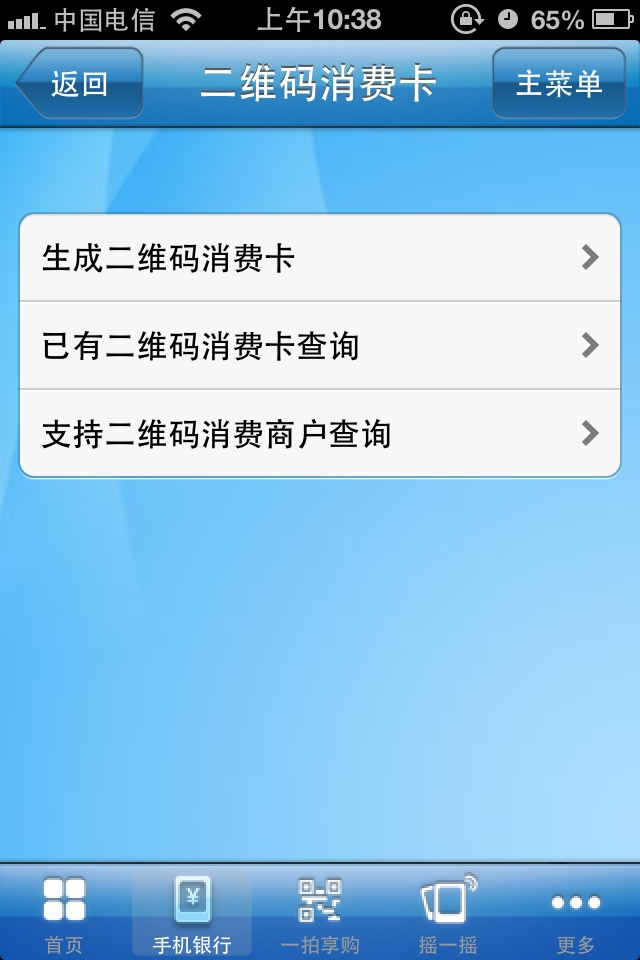 中国电信 上午10:38 65%
返回 二维码消费卡 主菜单
生成二维码消费卡
已有二维码消费卡查询
支持二维码消费商户查询
首页 手机银行 一拍享购 摇一摇 更多